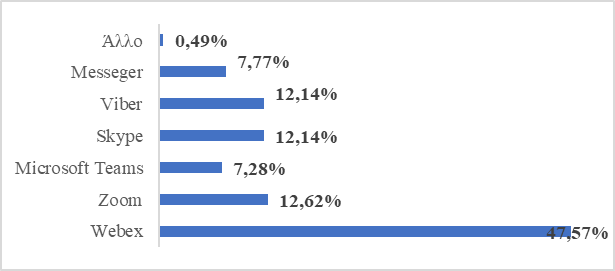 Άλλο 0,49%
Messeger 7,77%
Viber 12,14%
Skype 12,14%
Microsoft Teams 7,28%
Zoom 12,62%
Webex 47,57%